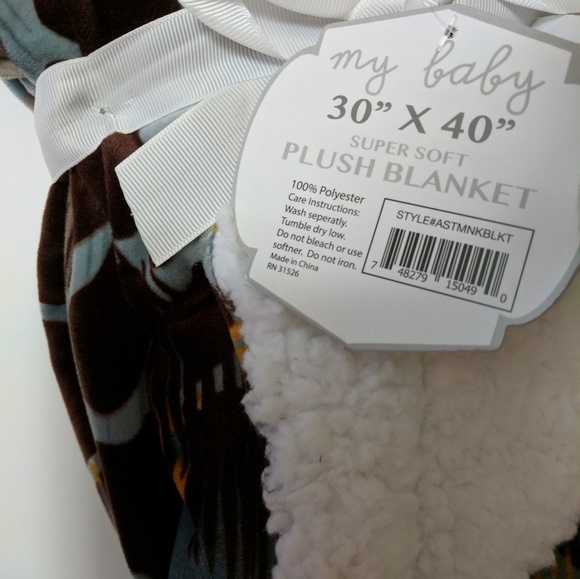 my baby
30” X 40”
SUPER SOFT
PLUSH BLANKET
100% Polyester
Care Instructions:
Wash seperatly.
Tumble dry low.
Do not bleach or use
softner. Do not iron.
Made in China
RN 31526
STYLE#ASTMNKBLKT
7 48279 15049 0